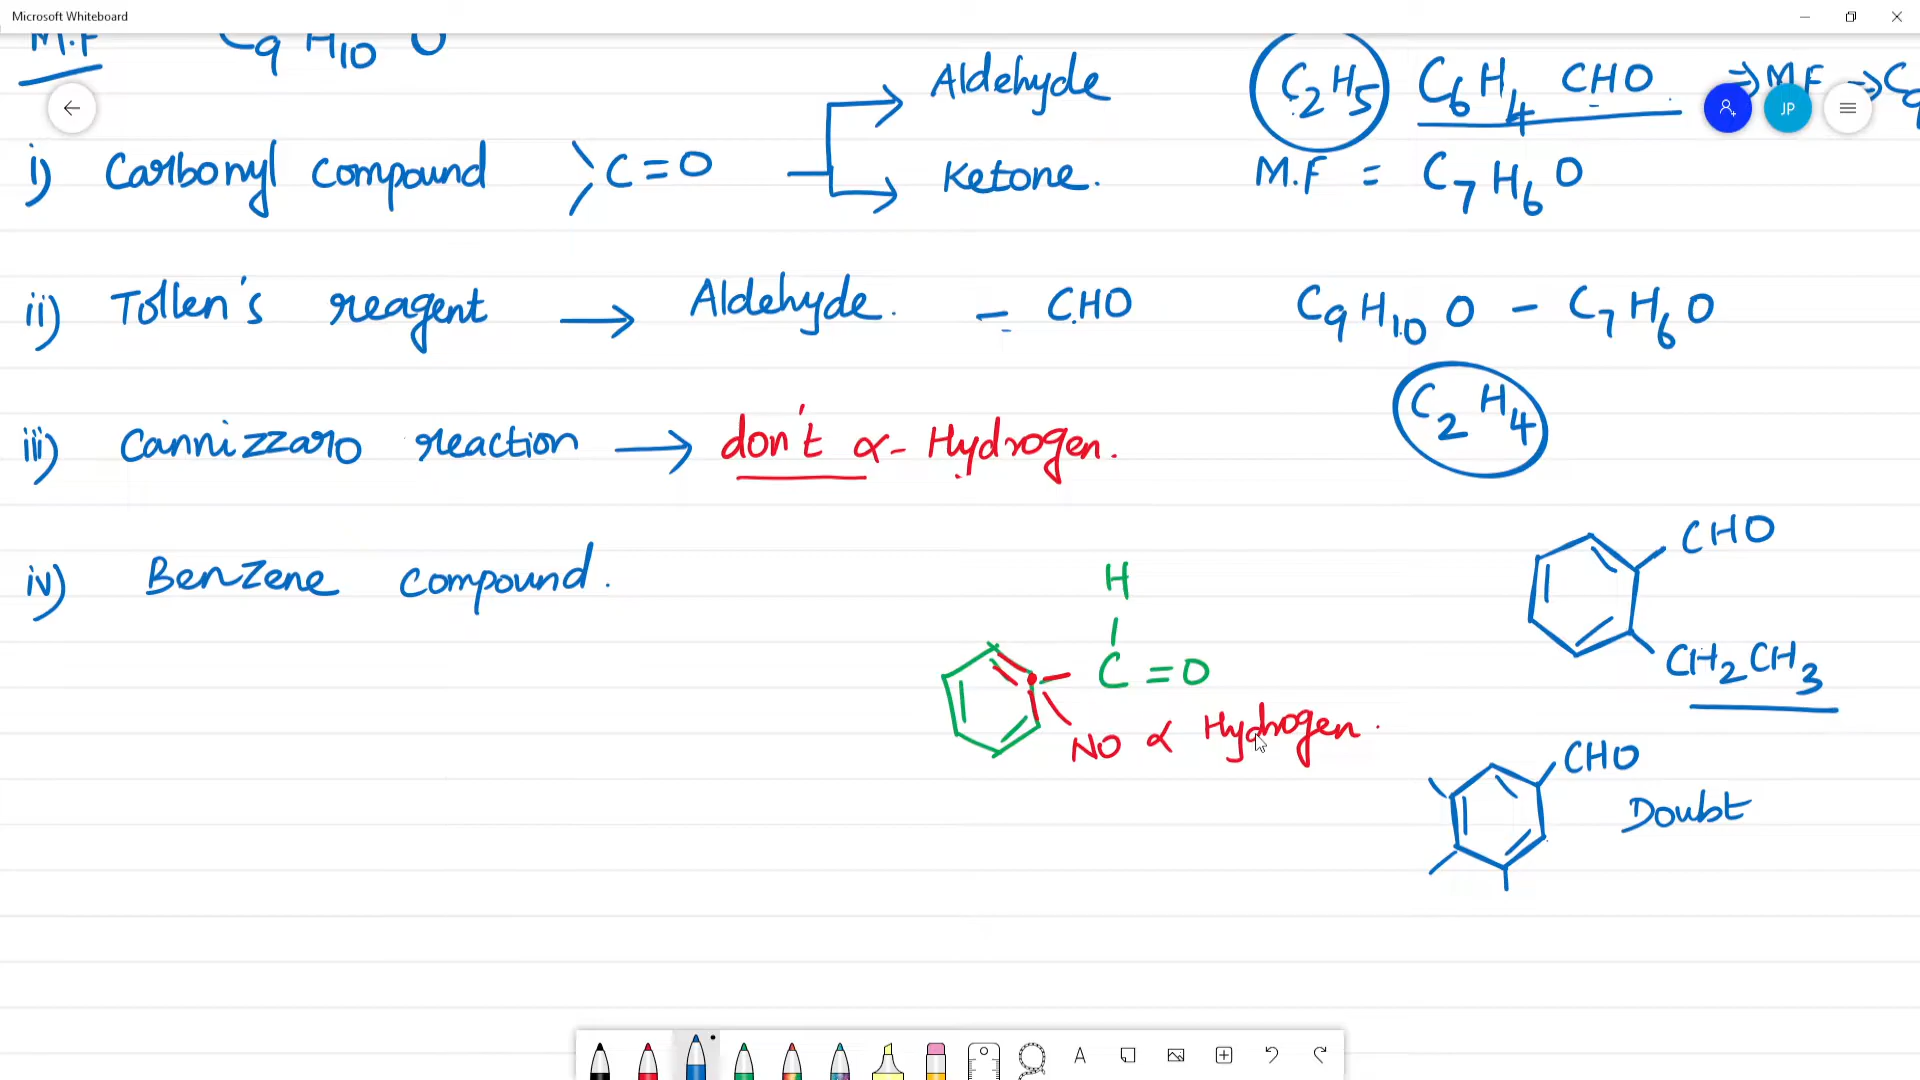 Microsoft Whiteboard
M.F C9 H10 O
Aldehyde C2H5 C6H4 CHO ⇒ M.F → C9
JP
i) Carbonyl compound >C=O Ketone. M.F = C7H6O
ii) Tollen's reagent → Aldehyde. - CHO C9H10O - C7H6O
iii) Cannizzaro reaction → don't α- Hydrogen. C2H4
CHO
iv) Benzene compound. H
C=O CH2CH3
NO α Hydrogen.
CHO
Doubt
A